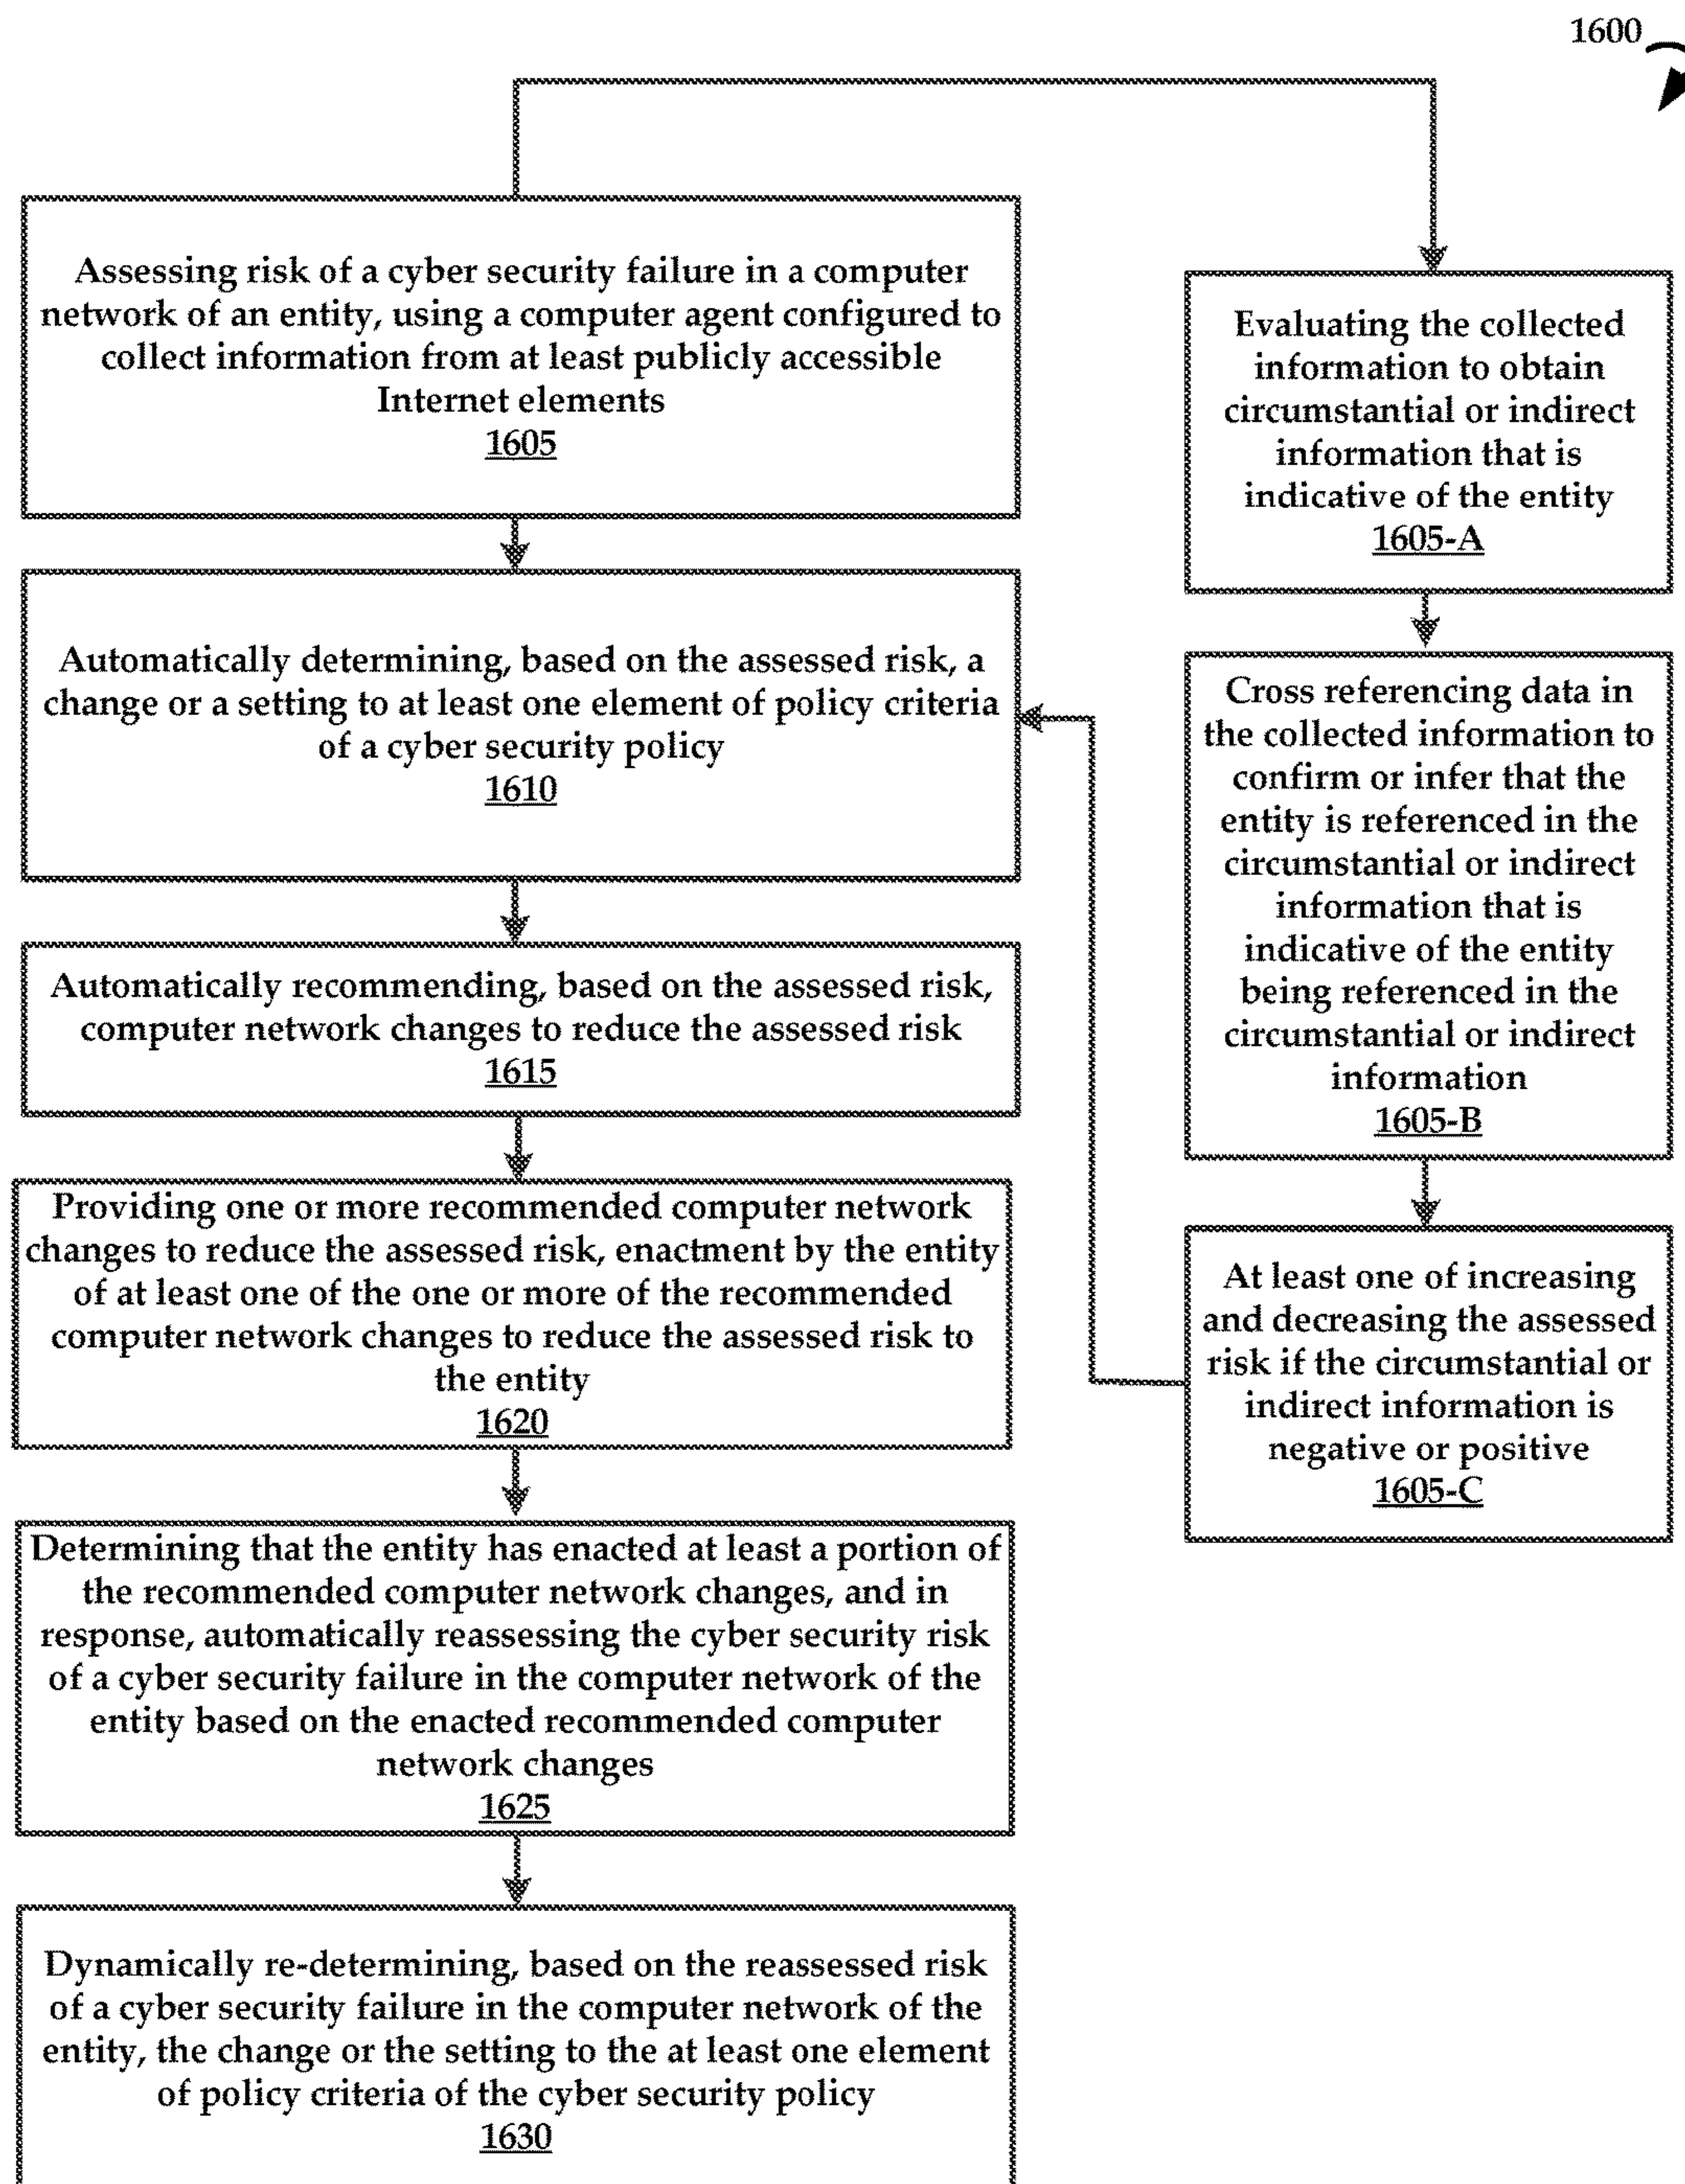 1600
Assessing risk of a cyber security failure in a computer
network of an entity, using a computer agent configured to
collect information from at least publicly accessible
Internet elements
1605
Automatically determining, based on the assessed risk, a
change or a setting to at least one element of policy criteria
of a cyber security policy
1610
Automatically recommending, based on the assessed risk,
computer network changes to reduce the assessed risk
1615
Providing one or more recommended computer network
changes to reduce the assessed risk, enactment by the entity
of at least one of the one or more of the recommended
computer network changes to reduce the assessed risk to
the entity
1620
Determining that the entity has enacted at least a portion of
the recommended computer network changes, and in
response, automatically reassessing the cyber security risk
of a cyber security failure in the computer network of the
entity based on the enacted recommended computer
network changes
1625
Dynamically re-determining, based on the reassessed risk
of a cyber security failure in the computer network of the
entity, the change or the setting to the at least one element
of policy criteria of the cyber security policy
1630
Evaluating the collected
information to obtain
circumstantial or indirect
information that is
indicative of the entity
1605-A
Cross referencing data in
the collected information to
confirm or infer that the
entity is referenced in the
circumstantial or indirect
information that is
indicative of the entity
being referenced in the
circumstantial or indirect
information
1605-B
At least one of increasing
and decreasing the assessed
risk if the circumstantial or
indirect information is
negative or positive
1605-C